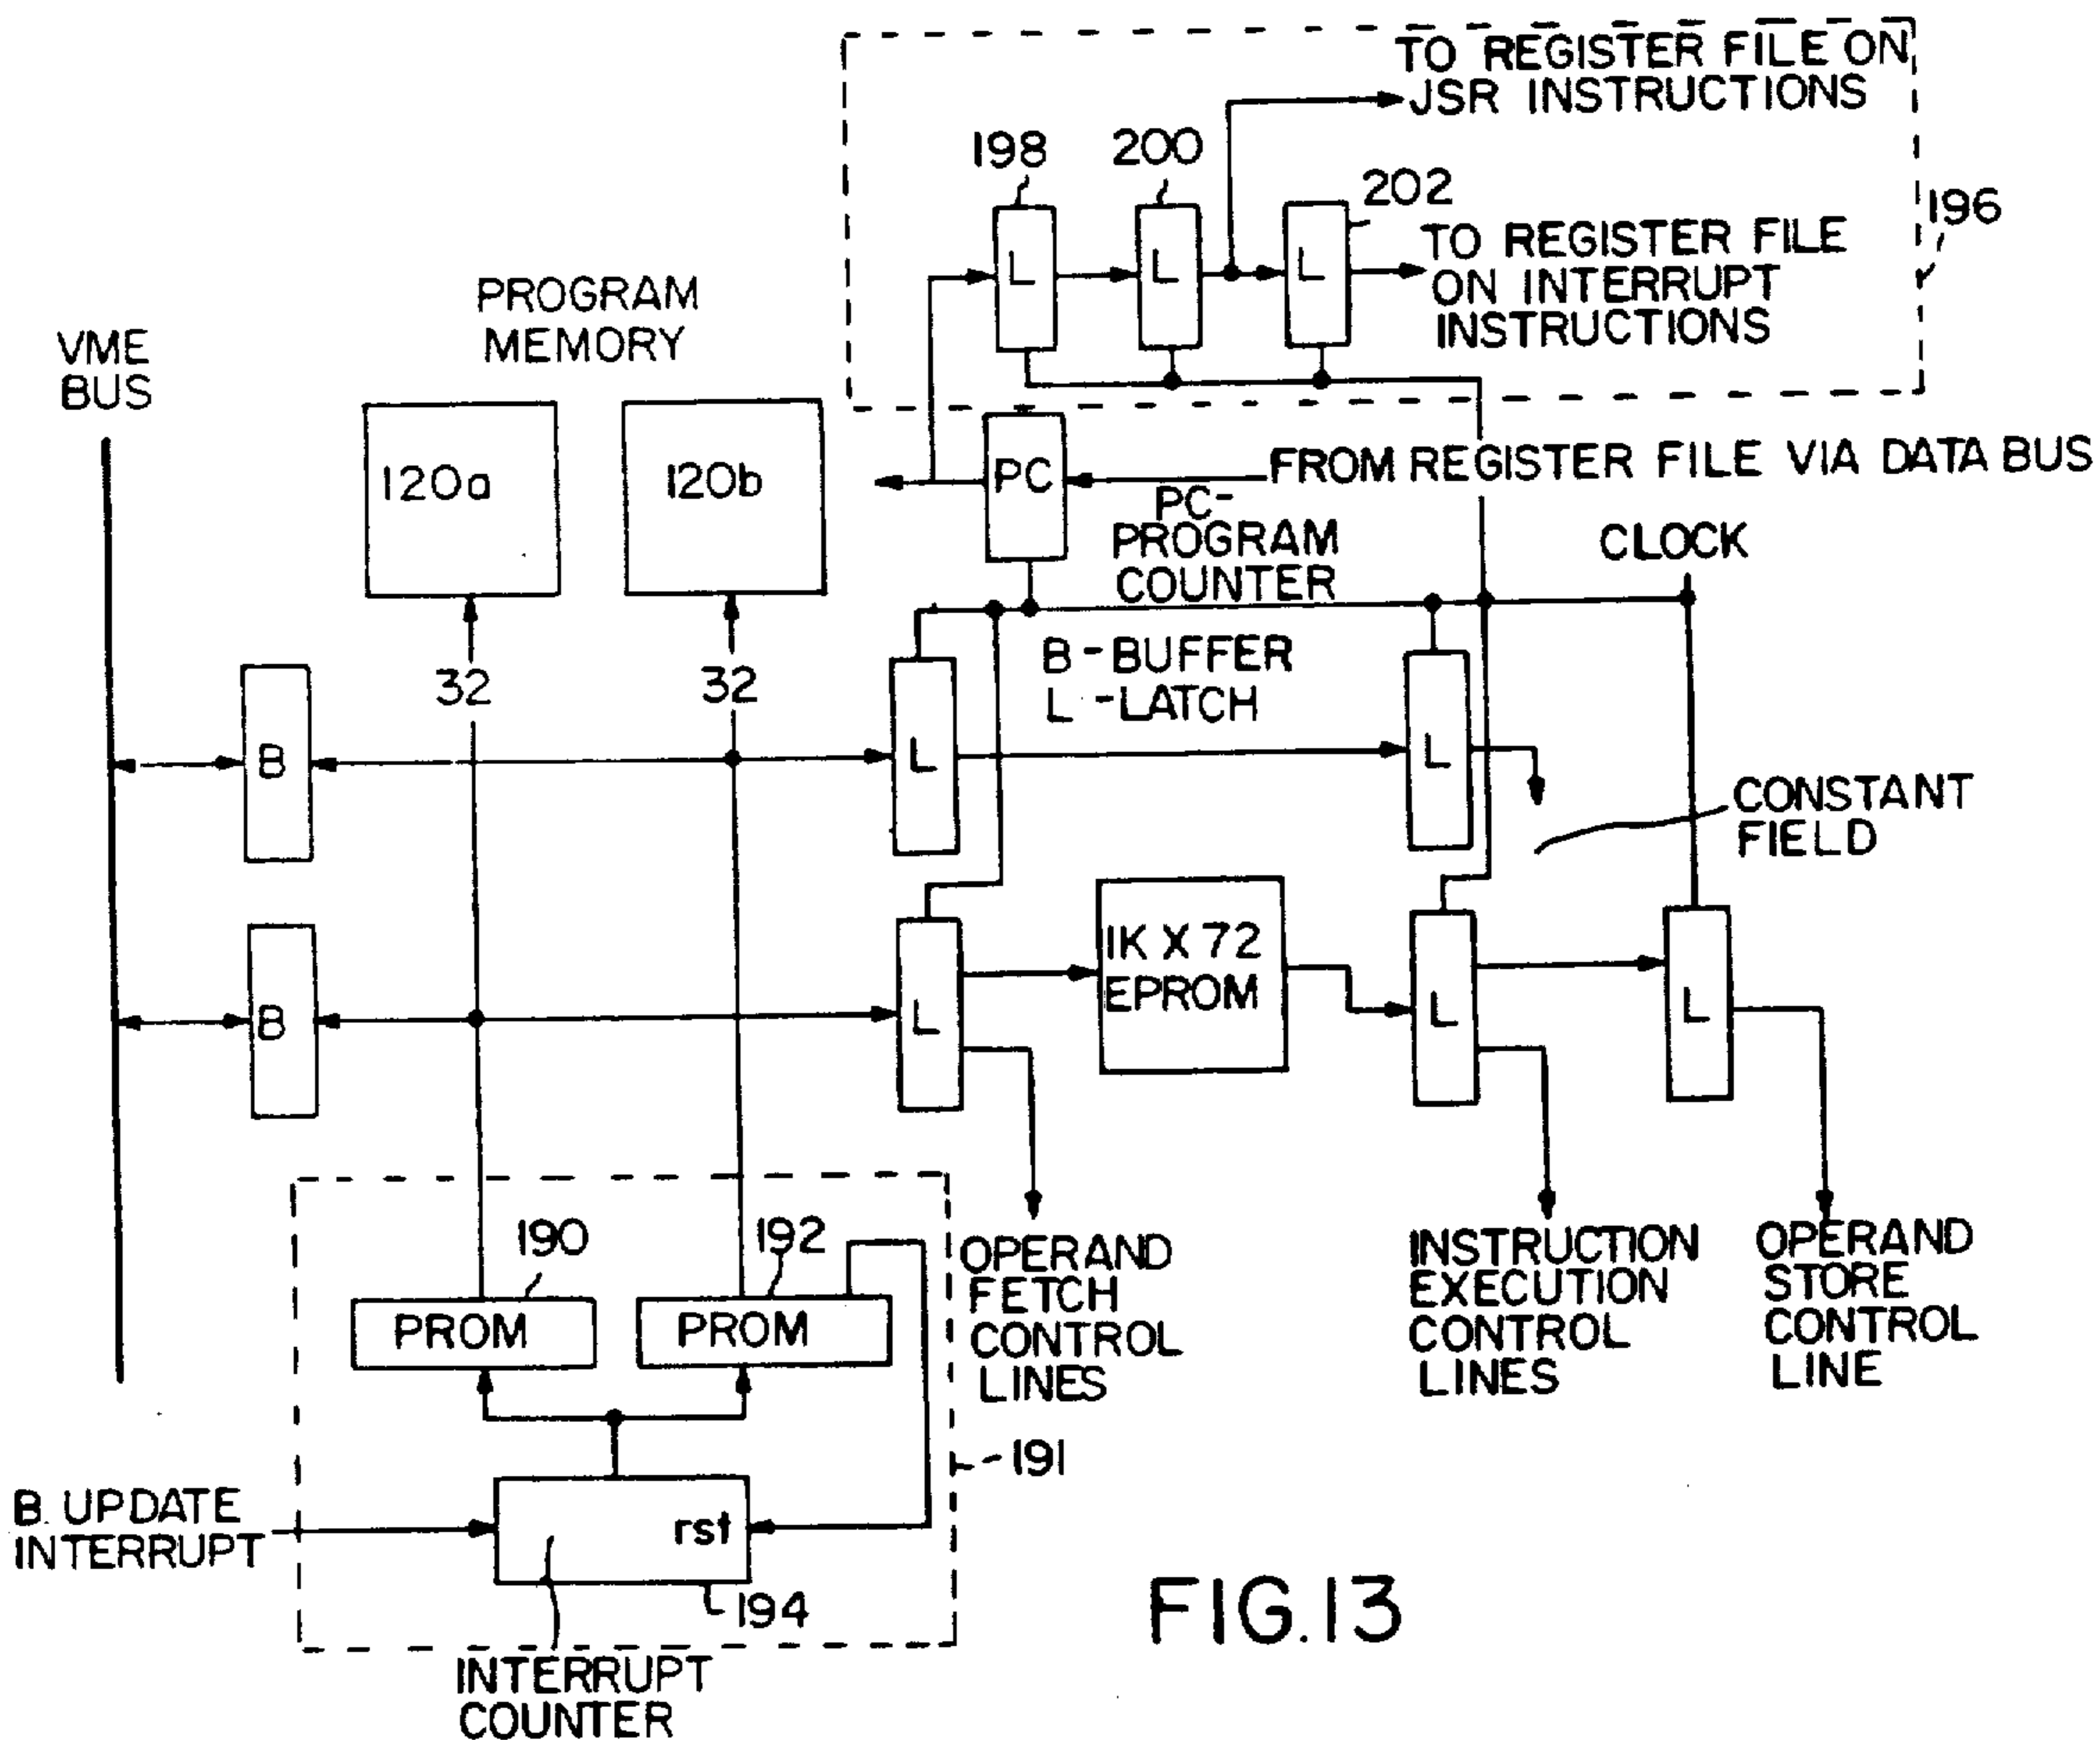 TO REGISTER FILE ON
JSR INSTRUCTIONS
198
200
202
196
TO REGISTER FILE
ON INTERRUPT
INSTRUCTIONS
L
L
L
PROGRAM
MEMORY
VME
BUS
120a
120b
PC
FROM REGISTER FILE VIA DATA BUS
PC-
PROGRAM
COUNTER
CLOCK
B-BUFFER
L-LATCH
32
32
B
L
L
CONSTANT
FIELD
B
L
1K X 72
EPROM
L
L
190
192
PROM
PROM
OPERAND
FETCH
CONTROL
LINES
INSTRUCTION
EXECUTION
CONTROL
LINES
OPERAND
STORE
CONTROL
LINE
191
B. UPDATE
INTERRUPT
rst
194
INTERRUPT
COUNTER
FIG.13